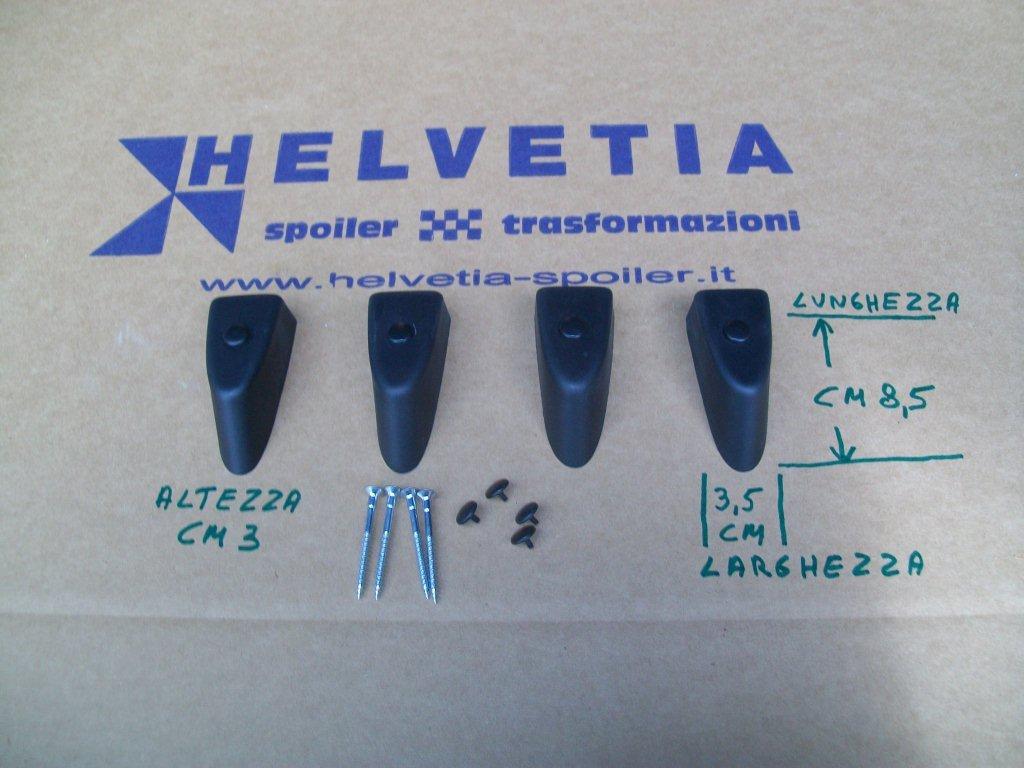 HELVETIA
spoiler trasformazioni
www.helvetia-spoiler.it
LUNGHEZZA
CM 8,5
ALTEZZA
CM 3
3,5
CM
LARGHEZZA